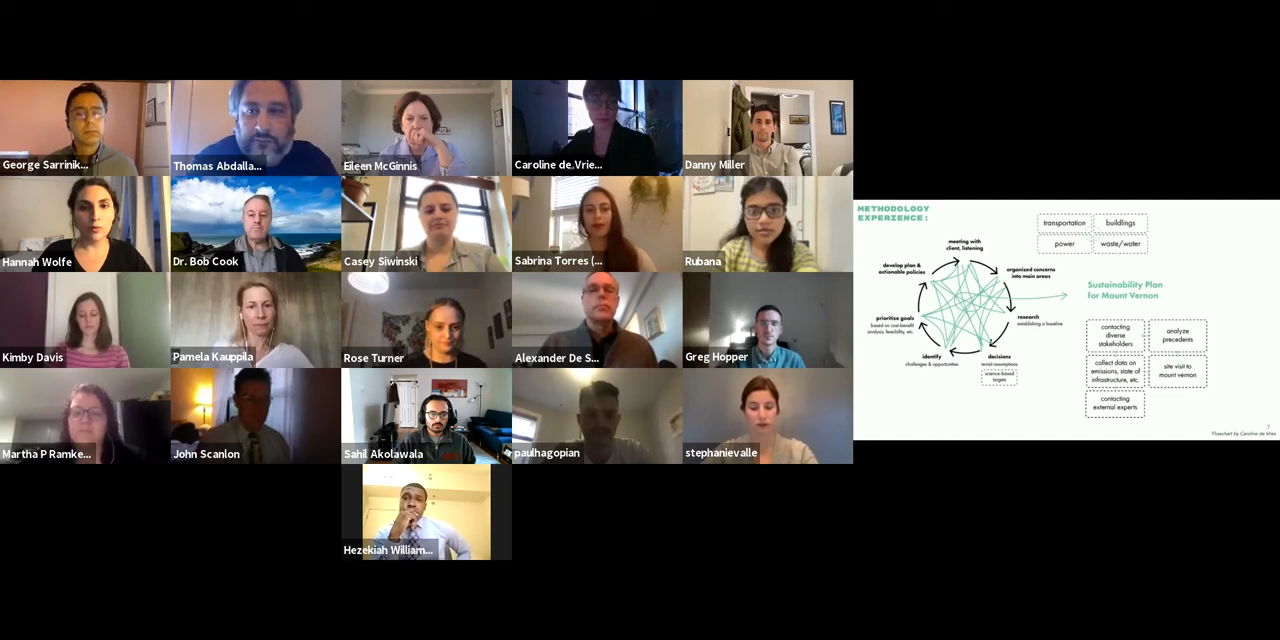 George Sarrinik...
Thomas Abdalla...
Eileen McGinnis
Caroline de Vrie...
Danny Miller
Hannah Wolfe
Dr. Bob Cook
Casey Siwinski
Sabrina Torres (...
Rubana
Kimby Davis
Pamela Kauppila
Rose Turner
Alexander De S...
Greg Hopper
Martha P Ramke...
John Scanlon
Sahil Akolawala
paulhagopian
stephanievalle
Hezekiah William...
METHODOLOGY
EXPERIENCE:
meeting with
client, listening
organized concerns
into main areas
research
establishing a baseline
decisions
revisit assumptions
science-based
targets
identify
challenges & opportunities
prioritize goals
based on cost-benefit
analysis, feasibility, etc.
develop plan &
actionable policies
transportation
buildlings
power
waste/water
Sustainability Plan
for Mount Vernon
contacting
diverse
stakeholders
analyze
precedents
collect data on
emissions, state of
infrastructure, etc.
site visit to
mount vernon
contacting
external experts
7
Flowchart by Caroline de Vries